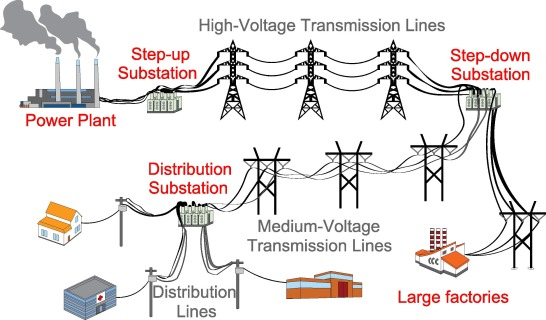 High-Voltage Transmission Lines
Step-up
Substation
Step-down
Substation
Power Plant
Distribution
Substation
Medium-Voltage
Transmission Lines
Distribution
Lines
Large factories